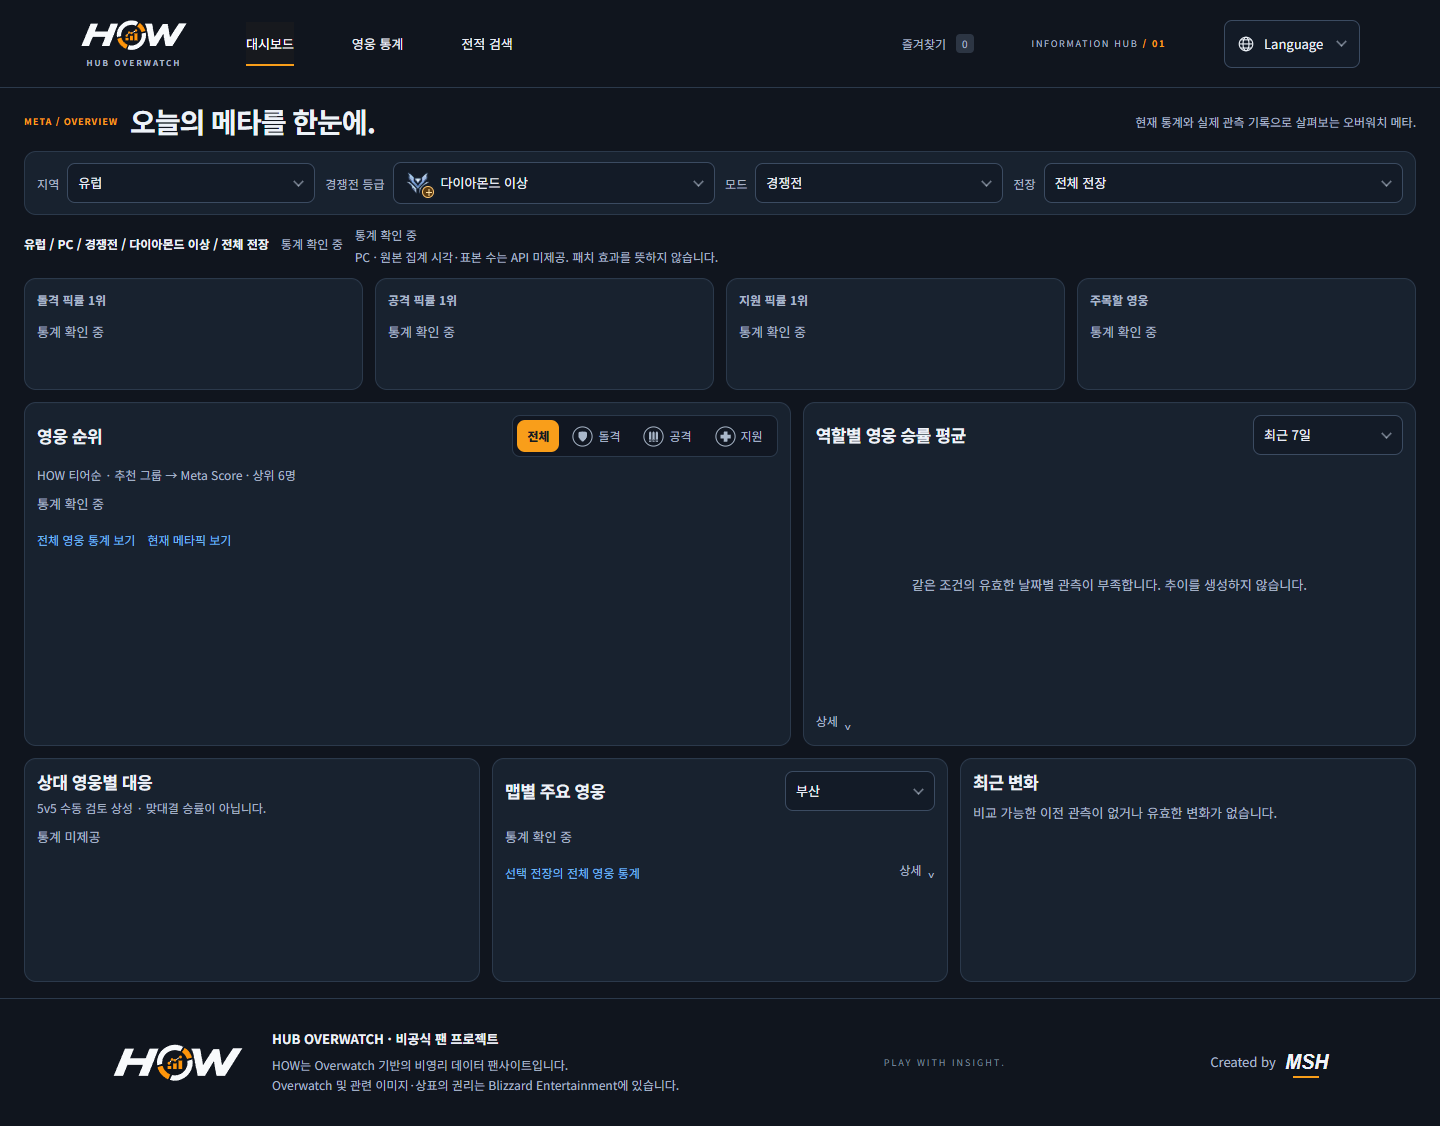 HOW
HUB OVERWATCH
대시보드
영웅 통계
전적 검색
즐겨찾기 0
INFORMATION HUB / 01
Language
META / OVERVIEW
오늘의 메타를 한눈에.
현재 통계와 실제 관측 기록으로 살펴보는 오버워치 메타.
지역 유럽
경쟁전 등급 다이아몬드 이상
모드 경쟁전
전장 전체 전장
유럽 / PC / 경쟁전 / 다이아몬드 이상 / 전체 전장 통계 확인 중
통계 확인 중
PC · 원본 집계 시각·표본 수는 API 미제공. 패치 효과를 뜻하지 않습니다.
돌격 픽률 1위
통계 확인 중
공격 픽률 1위
통계 확인 중
지원 픽률 1위
통계 확인 중
주목할 영웅
통계 확인 중
영웅 순위
전체 돌격 공격 지원
HOW 티어순 · 추천 그룹 → Meta Score · 상위 6명
통계 확인 중
전체 영웅 통계 보기 현재 메타픽 보기
역할별 영웅 승률 평균
최근 7일
같은 조건의 유효한 날짜별 관측이 부족합니다. 추이를 생성하지 않습니다.
상세
상대 영웅별 대응
5v5 수동 검토 상성 · 맞대결 승률이 아닙니다.
통계 미제공
맵별 주요 영웅
부산
통계 확인 중
선택 전장의 전체 영웅 통계
상세
최근 변화
비교 가능한 이전 관측이 없거나 유효한 변화가 없습니다.
HOW
HUB OVERWATCH · 비공식 팬 프로젝트
HOW는 Overwatch 기반의 비영리 데이터 팬사이트입니다.
Overwatch 및 관련 이미지·상표의 권리는 Blizzard Entertainment에 있습니다.
PLAY WITH INSIGHT.
Created by MSH